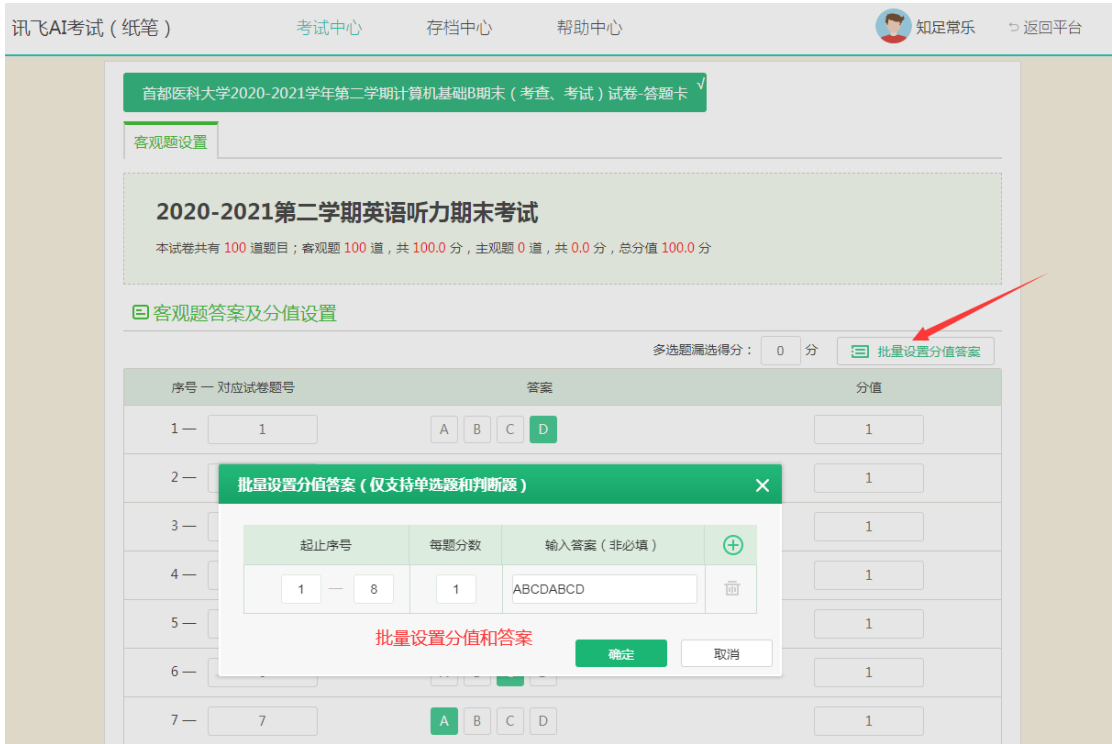 讯飞AI考试（纸笔） 考试中心 存档中心 帮助中心 知足常乐 返回平台
首都医科大学2020-2021学年第二学期计算机基础B期末（考查、考试）试卷-答题卡 √
客观题设置
2020-2021第二学期英语听力期末考试
本试卷共有 100 道题目；客观题 100 道，共 100.0 分，主观题 0 道，共 0.0 分，总分值 100.0 分
客观题答案及分值设置
多选题漏选得分： 0 分 批量设置分值答案
序号 一 对应试卷题号 答案 分值
1 — 1 A B C D 1
2 — 1
批量设置分值答案（仅支持单选题和判断题）
3 — 1
起止序号 每题分数 输入答案（非必填）
4 — 1
1 — 8 1 ABCDABCD
5 — 1
批量设置分值和答案
确定 取消
6 — 1
7 — 7 A B C D 1